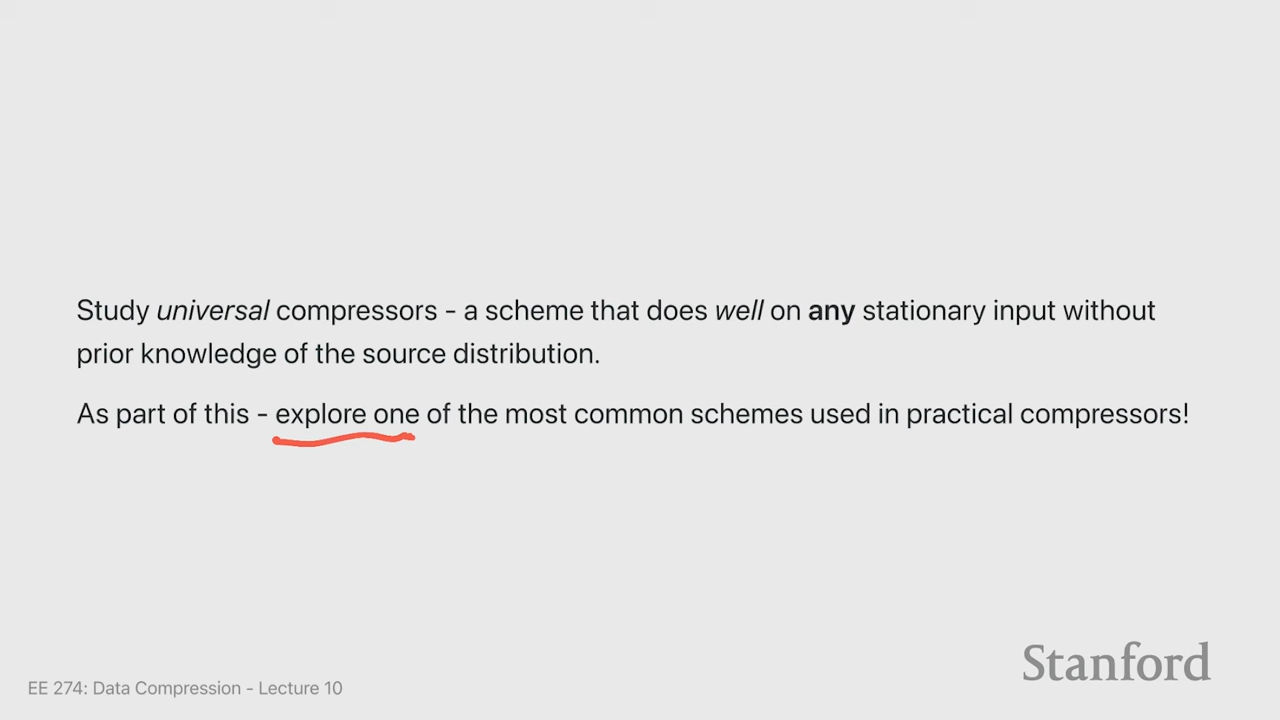 Study universal compressors - a scheme that does well on any stationary input without
prior knowledge of the source distribution.
As part of this - explore one of the most common schemes used in practical compressors!
Stanford
EE 274: Data Compression - Lecture 10